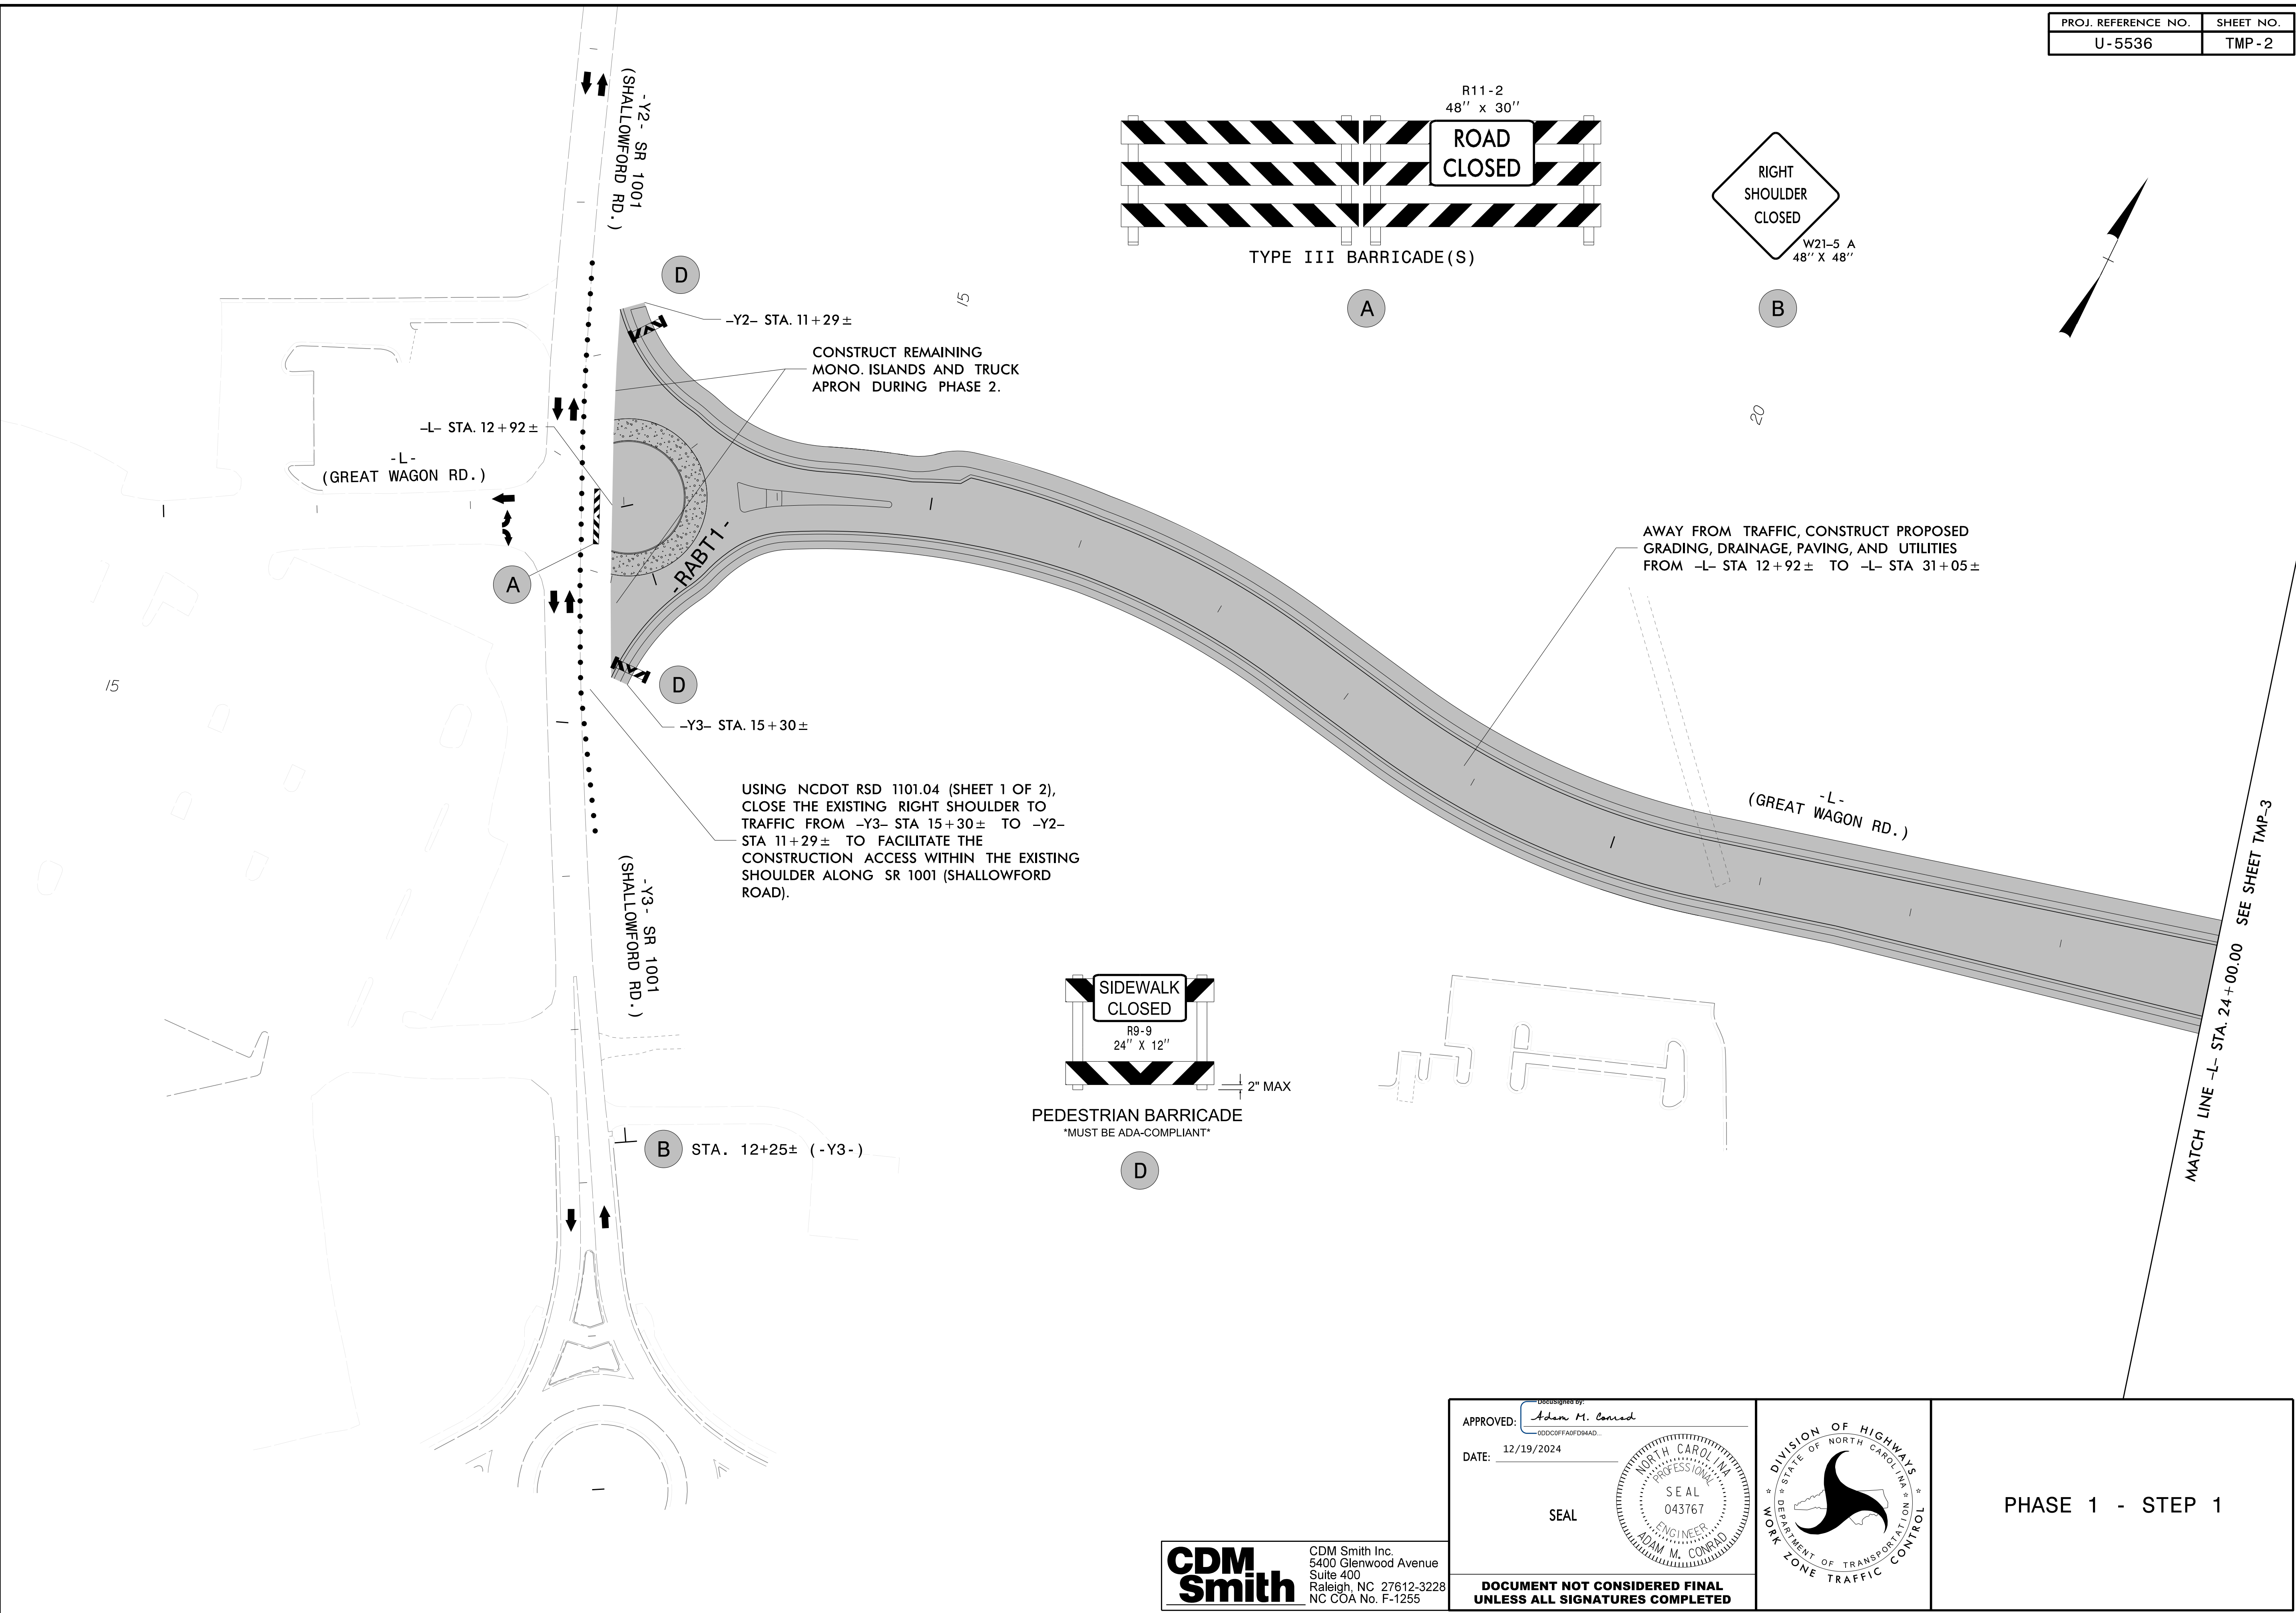 PROJ. REFERENCE NO.
SHEET NO.
U-5536
TMP-2
-Y2- SR 1001
(SHALLOWFORD RD.)
R11-2
48'' x 30''
ROAD
CLOSED
TYPE III BARRICADE(S)
A
RIGHT
SHOULDER
CLOSED
W21-5 A
48'' X 48''
B
D
-Y2- STA. 11+29±
15
CONSTRUCT REMAINING
MONO. ISLANDS AND TRUCK
APRON DURING PHASE 2.
20
-L- STA. 12+92±
-L-
(GREAT WAGON RD.)
A
-RABT1-
AWAY FROM TRAFFIC, CONSTRUCT PROPOSED
GRADING, DRAINAGE, PAVING, AND UTILITIES
FROM -L- STA 12+92± TO -L- STA 31+05±
15
D
-Y3- STA. 15+30±
USING NCDOT RSD 1101.04 (SHEET 1 OF 2),
CLOSE THE EXISTING RIGHT SHOULDER TO
TRAFFIC FROM -Y3- STA 15+30± TO -Y2-
STA 11+29± TO FACILITATE THE
CONSTRUCTION ACCESS WITHIN THE EXISTING
SHOULDER ALONG SR 1001 (SHALLOWFORD
ROAD).
-L-
(GREAT WAGON RD.)
-Y3- SR 1001
(SHALLOWFORD RD.)
MATCH LINE -L- STA. 24+00.00 SEE SHEET TMP-3
SIDEWALK
CLOSED
R9-9
24'' X 12''
2" MAX
PEDESTRIAN BARRICADE
*MUST BE ADA-COMPLIANT*
D
B
STA. 12+25± (-Y3-)
CDM
Smith
CDM Smith Inc.
5400 Glenwood Avenue
Suite 400
Raleigh, NC 27612-3228
NC COA No. F-1255
DocuSigned by:
APPROVED:
Adam M. Conrad
0DDC0FFA0FD94AD...
DATE:
12/19/2024
SEAL
NORTH CAROLINA
PROFESSIONAL
SEAL
043767
ENGINEER
ADAM M. CONRAD
DOCUMENT NOT CONSIDERED FINAL
UNLESS ALL SIGNATURES COMPLETED
DIVISION OF HIGHWAYS
STATE OF NORTH CAROLINA
DEPARTMENT OF TRANSPORTATION
WORK ZONE TRAFFIC CONTROL
PHASE 1 - STEP 1